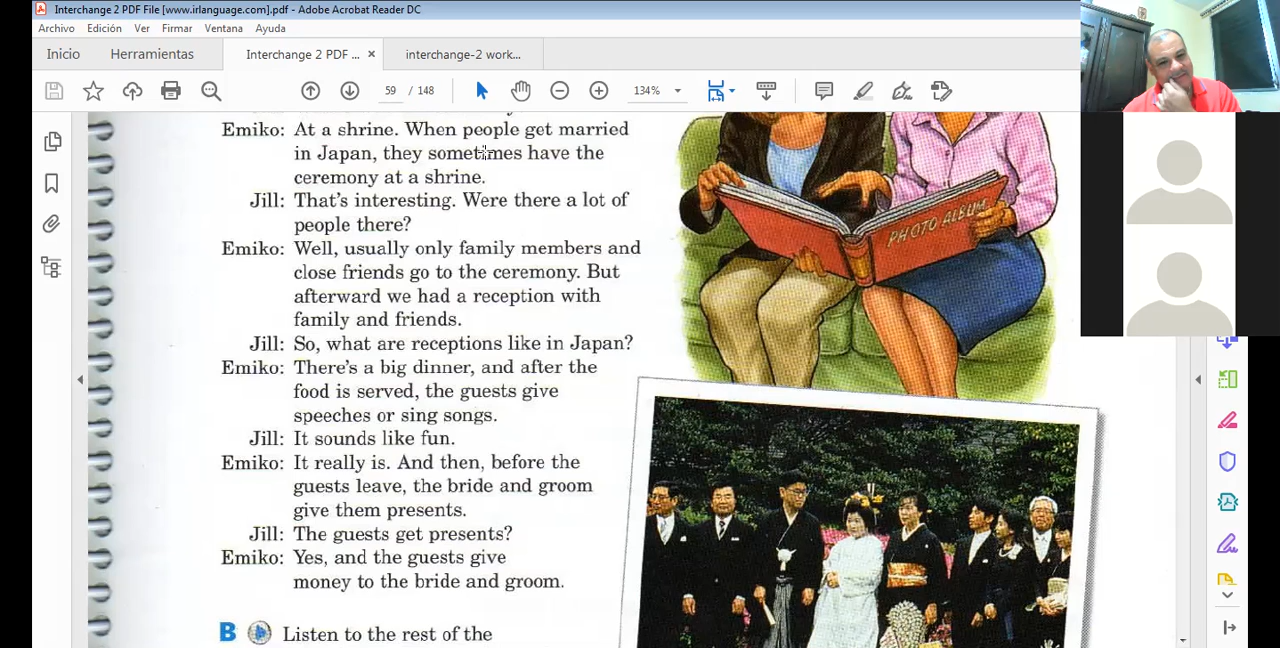 Interchange 2 PDF File [www.irlanguage.com].pdf - Adobe Acrobat Reader DC
Archivo Edición Ver Firmar Ventana Ayuda
Inicio Herramientas Interchange 2 PDF ... × interchange-2 work...
59 / 148 134%
Emiko: At a shrine. When people get married
in Japan, they sometimes have the
ceremony at a shrine.
Jill: That's interesting. Were there a lot of
people there?
Emiko: Well, usually only family members and
close friends go to the ceremony. But
afterward we had a reception with
family and friends.
Jill: So, what are receptions like in Japan?
Emiko: There's a big dinner, and after the
food is served, the guests give
speeches or sing songs.
Jill: It sounds like fun.
Emiko: It really is. And then, before the
guests leave, the bride and groom
give them presents.
Jill: The guests get presents?
Emiko: Yes, and the guests give
money to the bride and groom.
B Listen to the rest of the
PHOTO ALBUM